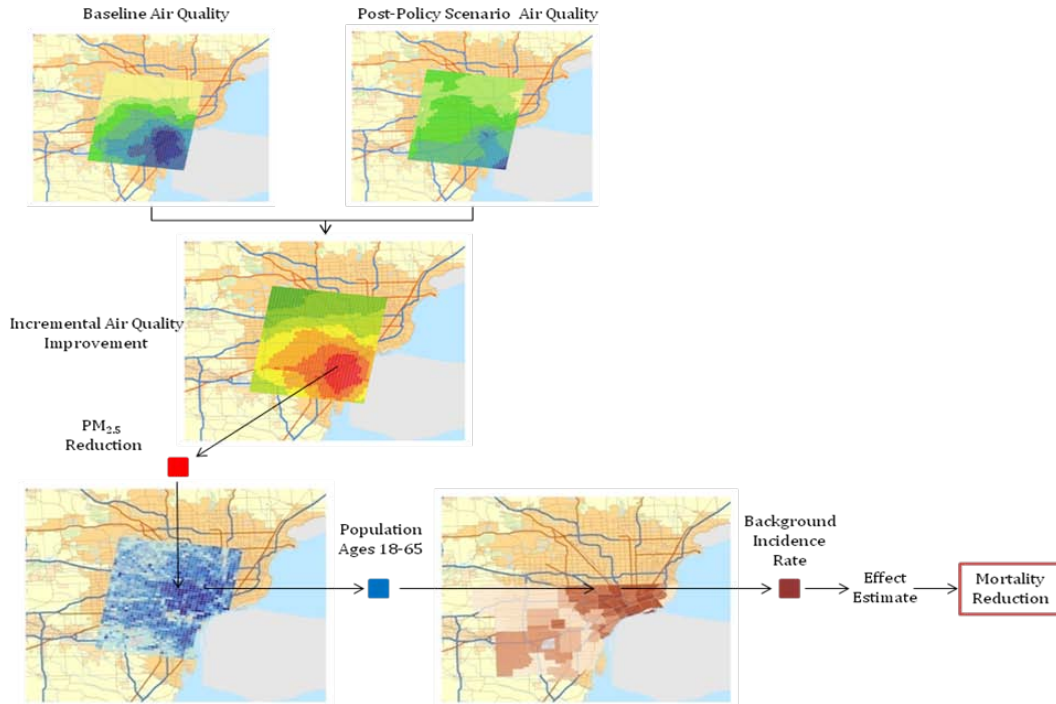 Baseline Air Quality
Post-Policy Scenario Air Quality
Incremental Air Quality
Improvement
PM₂.₅
Reduction
Population
Ages 18-65
Background
Incidence
Rate
Effect
Estimate
Mortality
Reduction